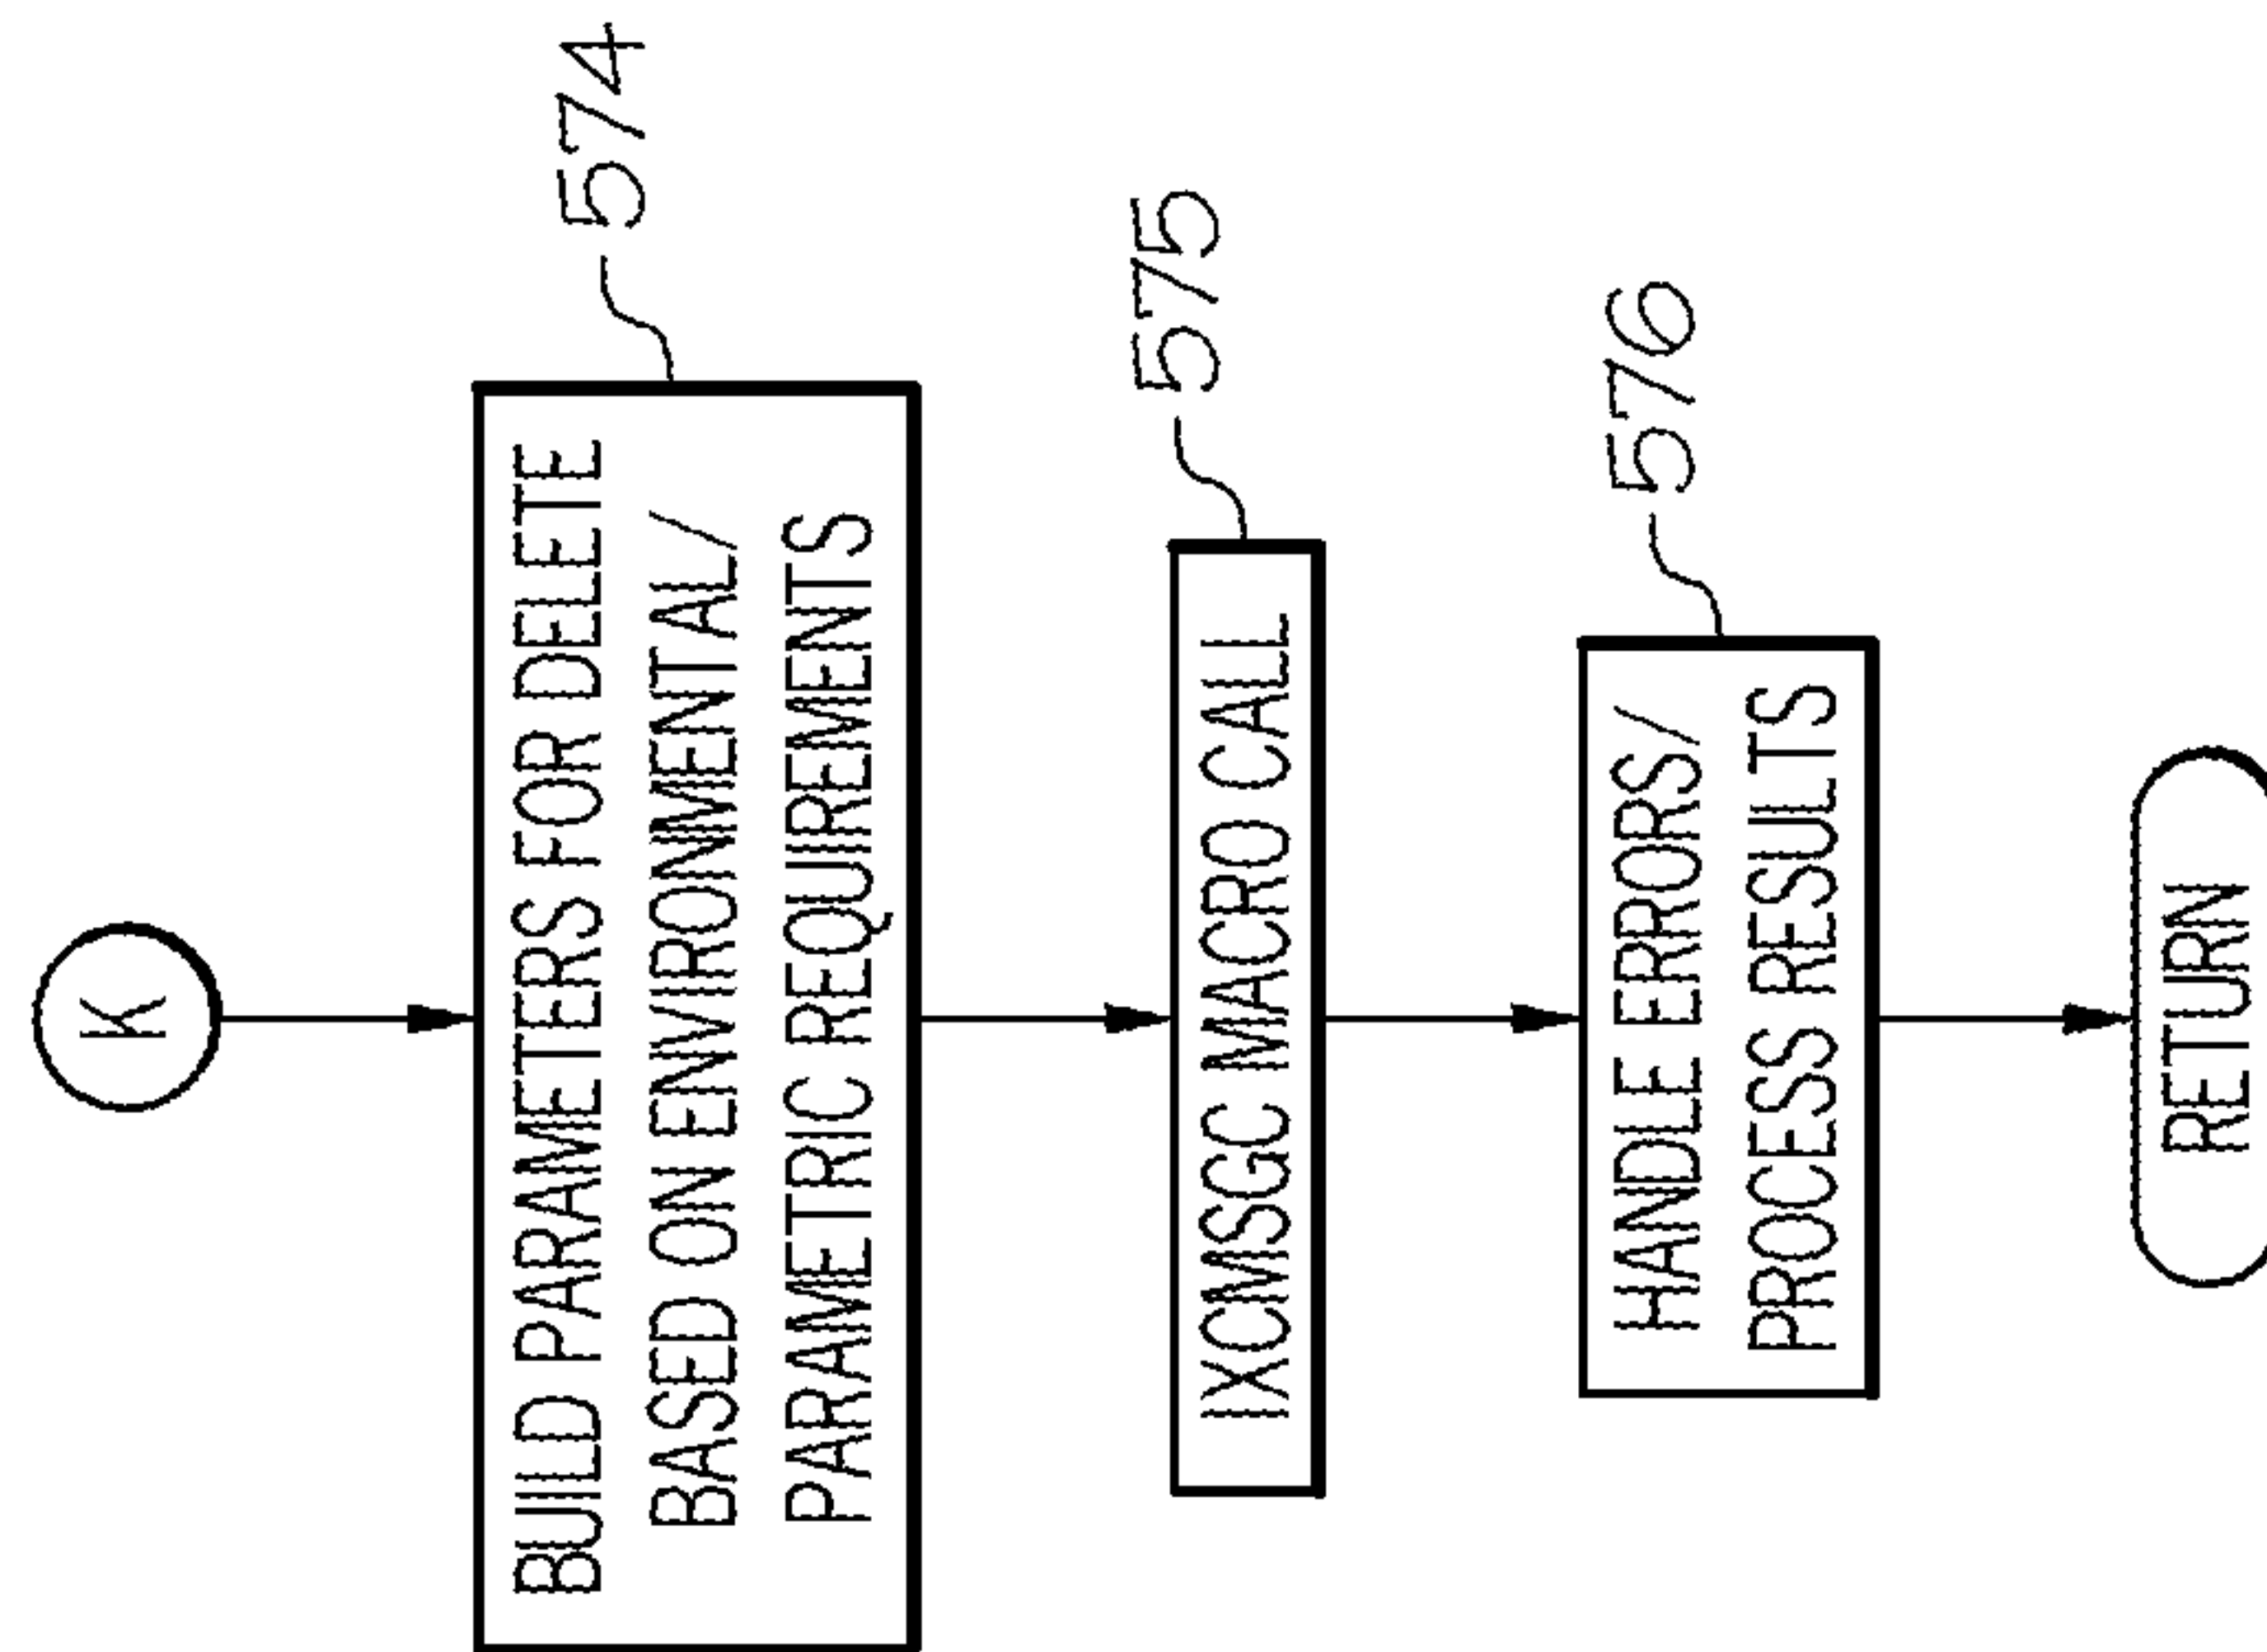 K
574
BUILD PARAMETERS FOR DELETE
BASED ON ENVIRONMENTAL/
PARAMETRIC REQUIREMENTS
575
IXCMSGC MACRO CALL
576
HANDLE ERRORS/
PROCESS RESULTS
RETURN